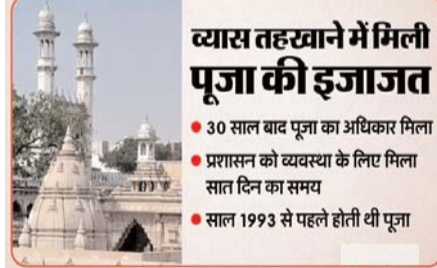 व्यास तहखाने में मिली
पूजा की इजाजत
30 साल बाद पूजा का अधिकार मिला
प्रशासन को व्यवस्था के लिए मिला
सात दिन का समय
साल 1993 से पहले होती थी पूजा